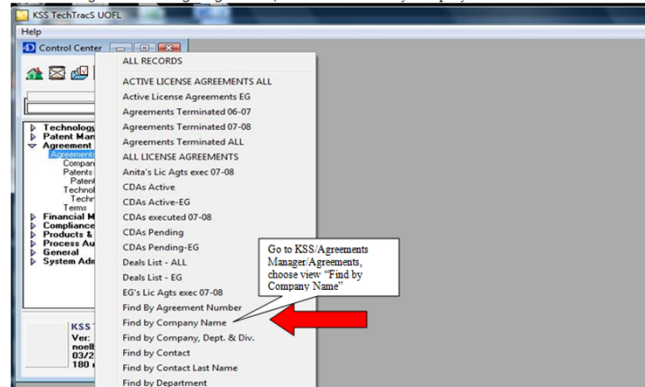 KSS TechTracS UOFL
Help
Control Center
ALL RECORDS
ACTIVE LICENSE AGREEMENTS ALL
Active License Agreements EG
Agreements Terminated 06-07
Agreements Terminated 07-08
Agreements Terminated ALL
ALL LICENSE AGREEMENTS
Anita's Lic Agts exec 07-08
CDAs Active
CDAs Active-EG
CDAs executed 07-08
CDAs Pending
CDAs Pending-EG
Deals List - ALL
Deals List - EG
EG's Lic Agts exec 07-08
Find By Agreement Number
Find by Company Name
Find by Company, Dept. & Div.
Find by Contact
Find by Contact Last Name
Find by Department
Technology
Patent Man
Agreement
Agreements
Compan
Patents
Patent
Technol
Techn
Terms
Financial M
Compliance
Products &
Process Au
General
System Adm
KSS T
Ver:
noelb
03/2
180
Go to KSS/Agreements
Manager/Agreements,
choose view "Find by
Company Name"